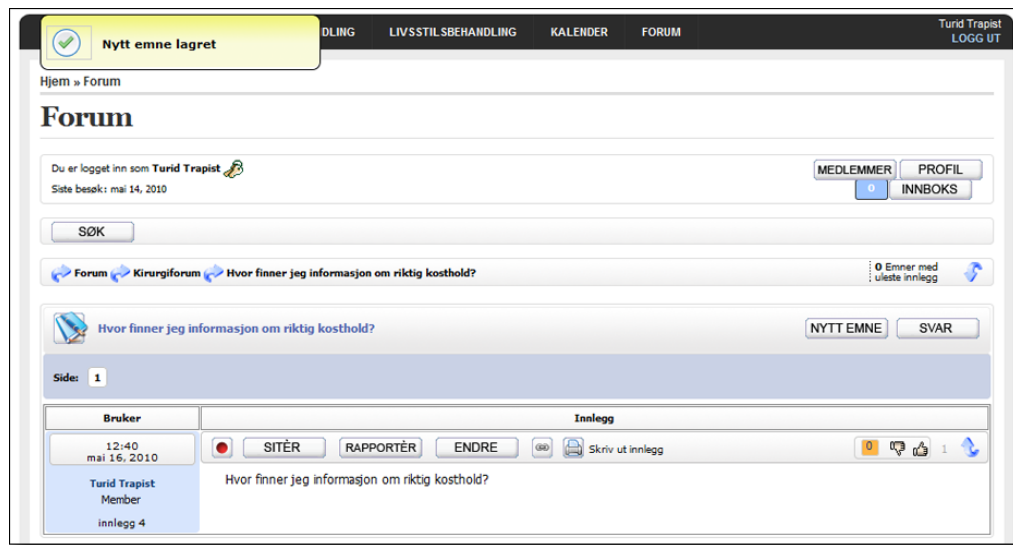 Nytt emne lagret
DLING LIVSSTILSBEHANDLING KALENDER FORUM
Turid Trapist
LOGG UT
Hjem » Forum
Forum
Du er logget inn som Turid Trapist
Siste besøk: mai 14, 2010
MEDLEMMER PROFIL
0 INNBOKS
SØK
Forum Kirurgiforum Hvor finner jeg informasjon om riktig kosthold?
0 Emner med
uleste innlegg
Hvor finner jeg informasjon om riktig kosthold?
NYTT EMNE SVAR
Side: 1
Bruker Innlegg
12:40
mai 16, 2010
SITÈR RAPPORTÈR ENDRE Skriv ut innlegg 0 1
Turid Trapist
Member
innlegg 4
Hvor finner jeg informasjon om riktig kosthold?